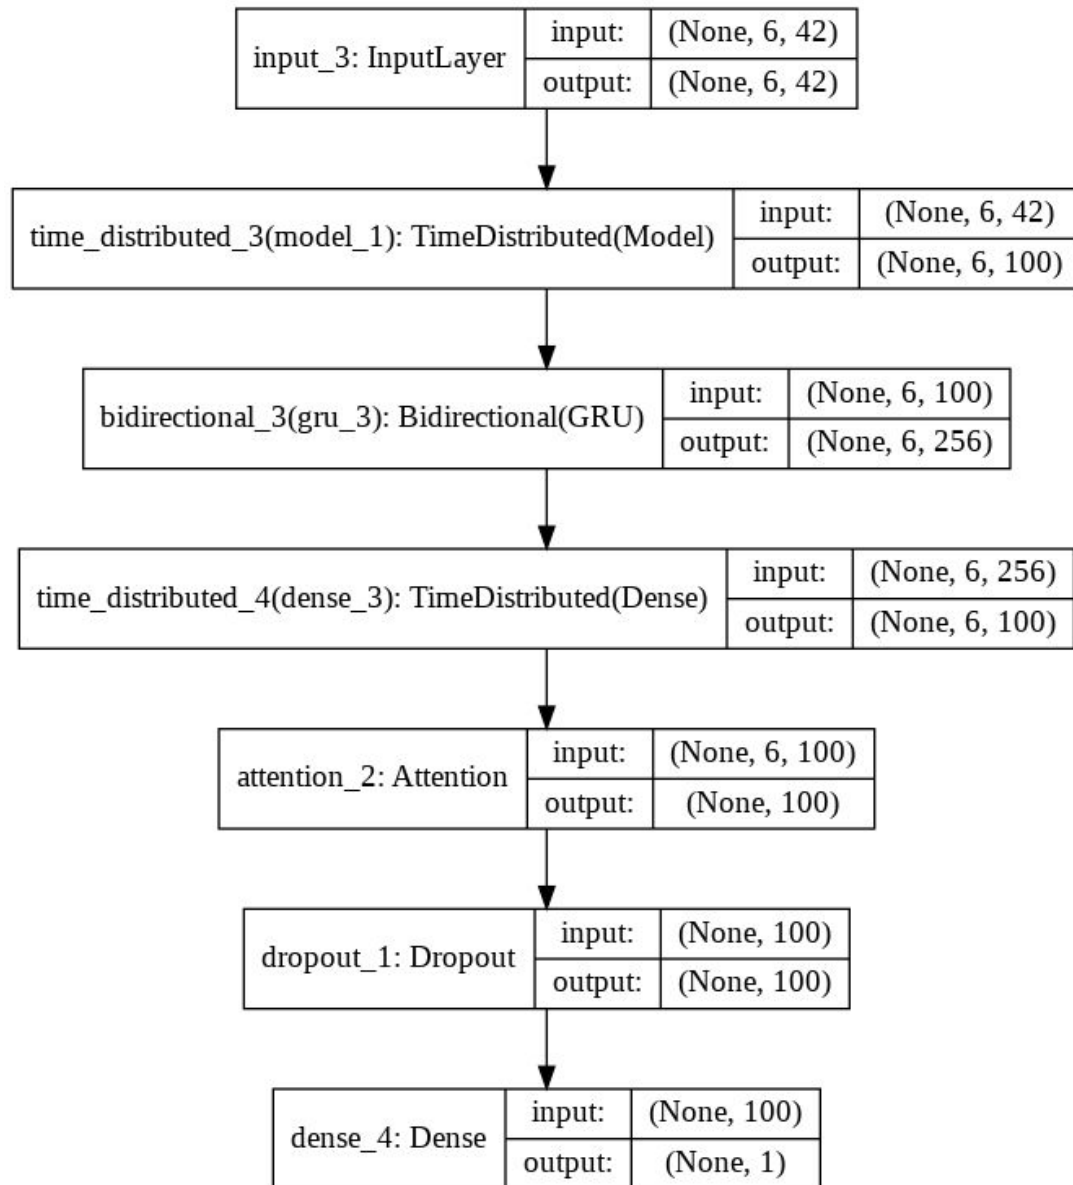 input_3: InputLayer
input: (None, 6, 42)
output: (None, 6, 42)
time_distributed_3(model_1): TimeDistributed(Model)
input: (None, 6, 42)
output: (None, 6, 100)
bidirectional_3(gru_3): Bidirectional(GRU)
input: (None, 6, 100)
output: (None, 6, 256)
time_distributed_4(dense_3): TimeDistributed(Dense)
input: (None, 6, 256)
output: (None, 6, 100)
attention_2: Attention
input: (None, 6, 100)
output: (None, 100)
dropout_1: Dropout
input: (None, 100)
output: (None, 100)
dense_4: Dense
input: (None, 100)
output: (None, 1)